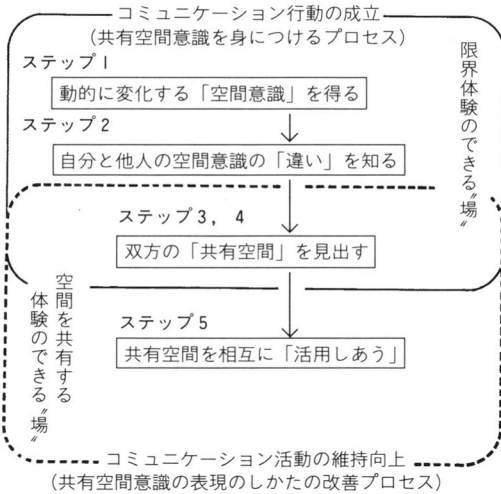 コミュニケーション行動の成立
(共有空間意識を身につけるプロセス)
ステップ1
動的に変化する「空間意識」を得る
ステップ2
自分と他人の空間意識の「違い」を知る
限界体験のできる〝場〟
ステップ3，4
双方の「共有空間」を見出す
空間を共有する
体験のできる〝場〟
ステップ5
共有空間を相互に「活用しあう」
コミュニケーション活動の維持向上
(共有空間意識の表現のしかたの改善プロセス)